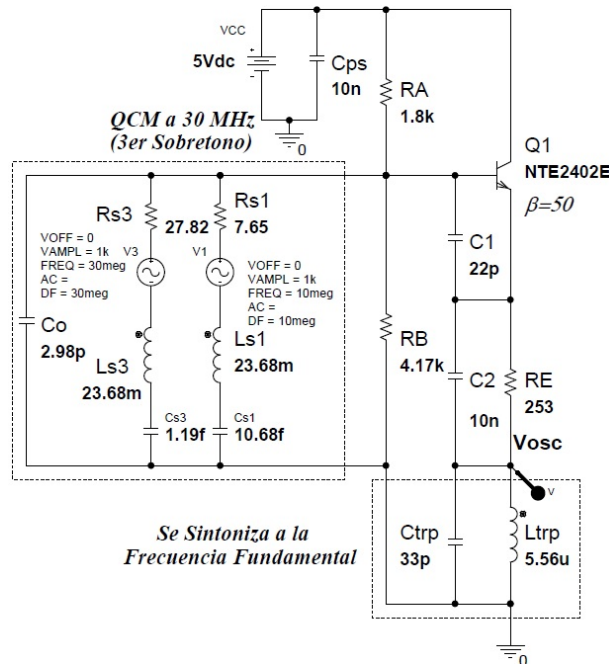 VCC
5Vdc
Cps
10n
0
RA
1.8k
Q1
NTE2402E
β=50
QCM a 30 MHz
(3er Sobretono)
Rs3
27.82
Rs1
7.65
VOFF = 0
VAMPL = 1k
FREQ = 30meg
AC =
DF = 30meg
V3
V1
VOFF = 0
VAMPL = 1k
FREQ = 10meg
AC =
DF = 10meg
Co
2.98p
Ls3
23.68m
Ls1
23.68m
Cs3
1.19f
Cs1
10.68f
C1
22p
RB
4.17k
C2
10n
RE
253
Vosc
V
Se Sintoniza a la
Frecuencia Fundamental
Ctrp
33p
Ltrp
5.56u
0